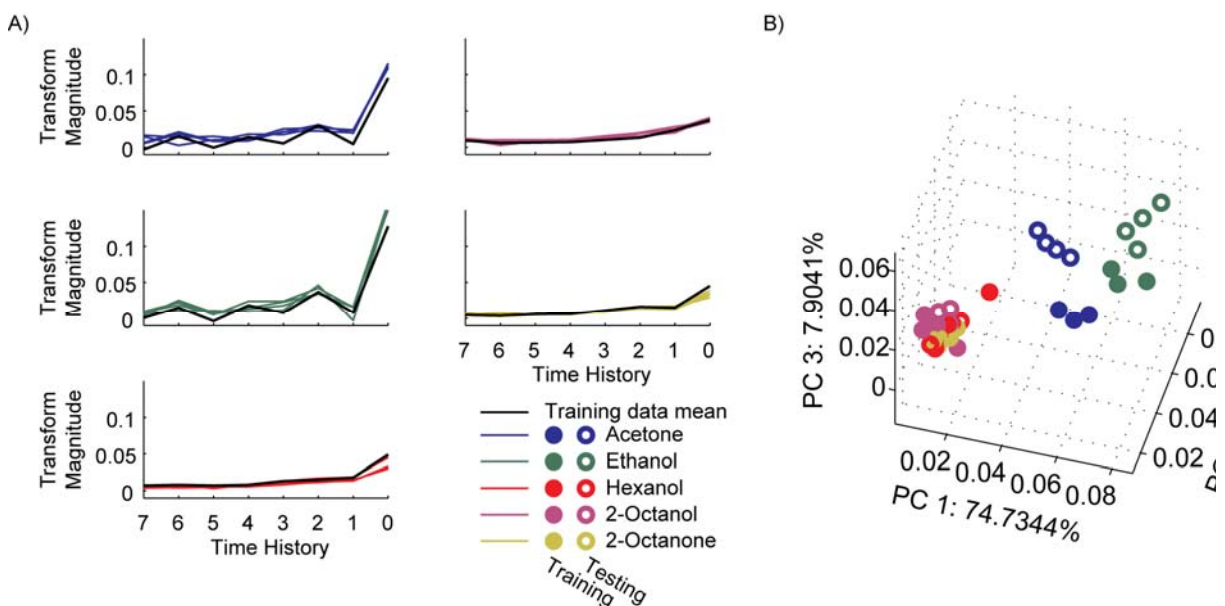 A)
B)
Transform
Magnitude
0.1
0.05
0
Transform
Magnitude
0.1
0.05
0
7 6 5 4 3 2 1 0
Time History
Transform
Magnitude
0.1
0.05
0
7 6 5 4 3 2 1 0
Time History
Training data mean
Acetone
Ethanol
Hexanol
2-Octanol
2-Octanone
Training
Testing
PC 3: 7.9041%
0.06
0.04
0.02
0
0.02 0.04 0.06 0.08
PC 1: 74.7344%
0.02
0.04